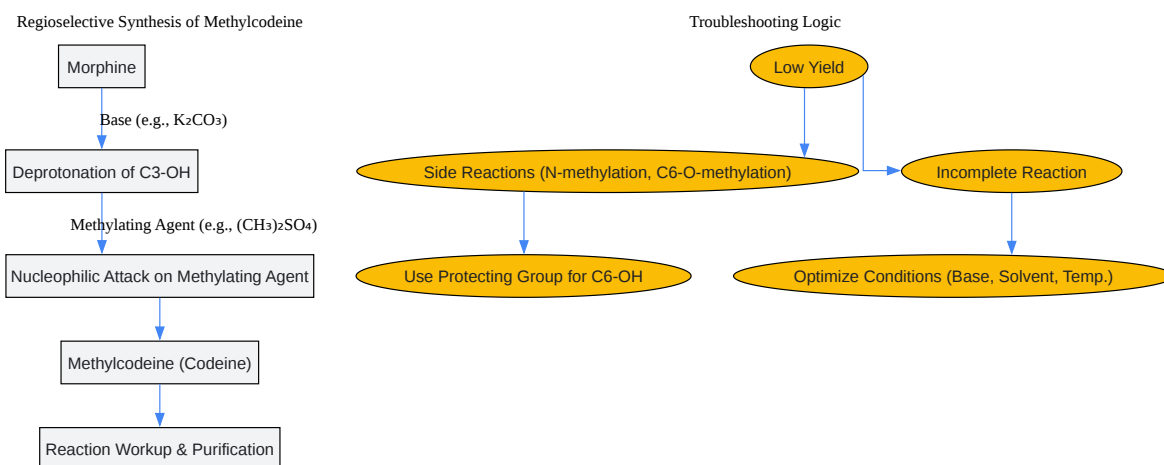 Regioselective Synthesis of Methylcodeine
Morphine
Base (e.g., K₂CO₃)
Deprotonation of C3-OH
Methylating Agent (e.g., (CH₃)₂SO₄)
Nucleophilic Attack on Methylating Agent
Methylcodeine (Codeine)
Reaction Workup & Purification
Troubleshooting Logic
Low Yield
Side Reactions (N-methylation, C6-O-methylation)
Incomplete Reaction
Use Protecting Group for C6-OH
Optimize Conditions (Base, Solvent, Temp.)